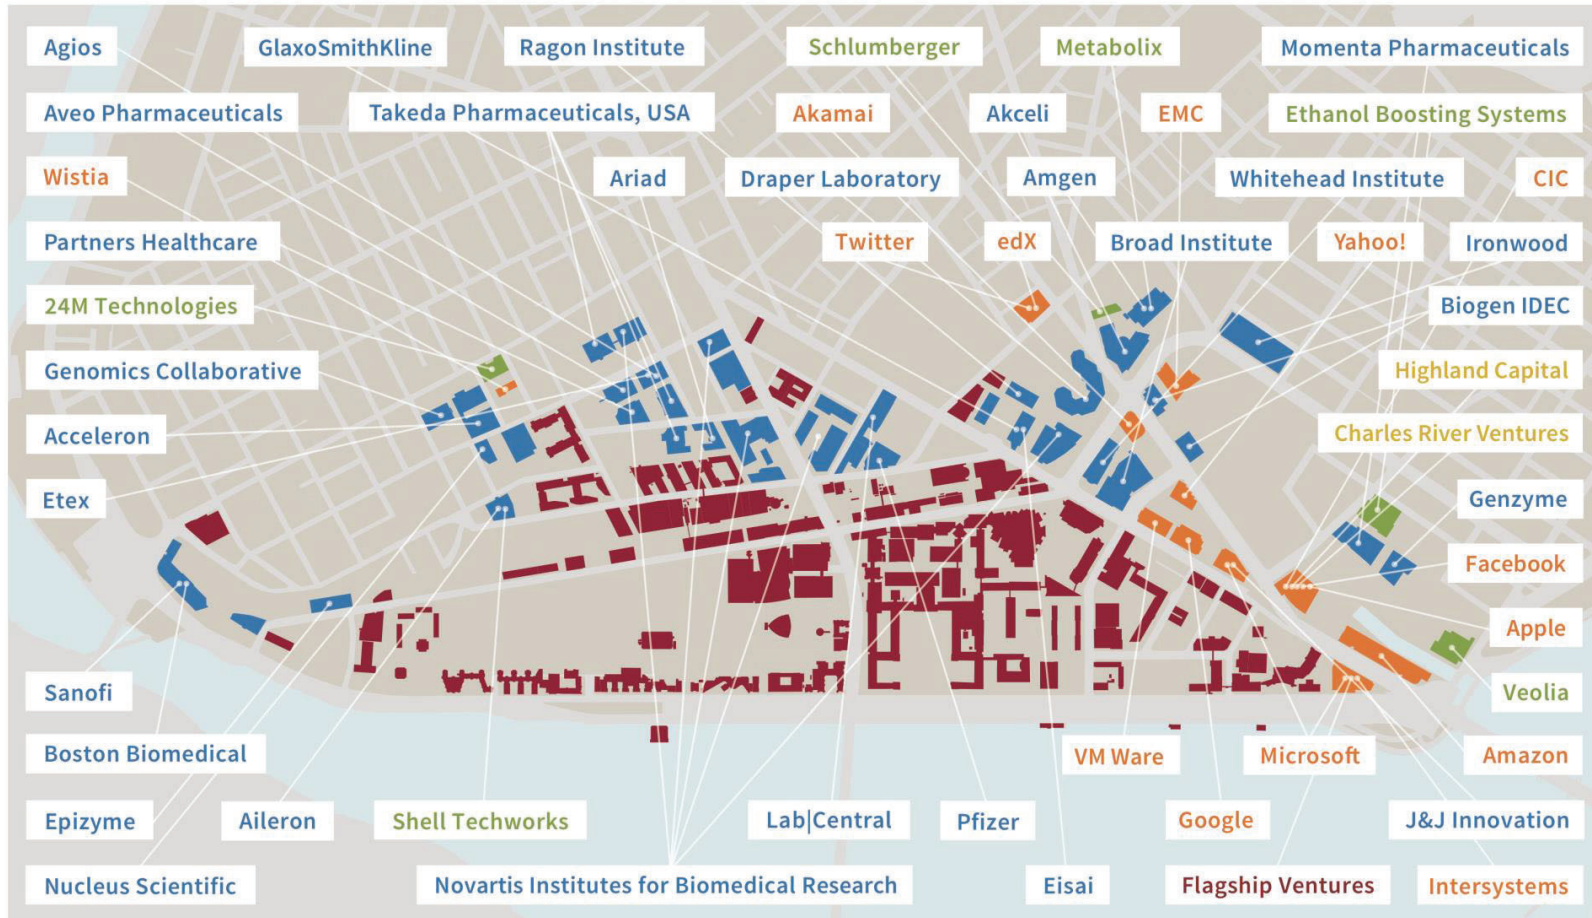 Agios
GlaxoSmithKline
Ragon Institute
Schlumberger
Metabolix
Momenta Pharmaceuticals
Aveo Pharmaceuticals
Takeda Pharmaceuticals, USA
Akamai
Akceli
EMC
Ethanol Boosting Systems
Wistia
Ariad
Draper Laboratory
Amgen
Whitehead Institute
CIC
Partners Healthcare
Twitter
edX
Broad Institute
Yahoo!
Ironwood
24M Technologies
Biogen IDEC
Genomics Collaborative
Highland Capital
Acceleron
Charles River Ventures
Etex
Genzyme
Facebook
Apple
Sanofi
Veolia
Boston Biomedical
VM Ware
Microsoft
Amazon
Epizyme
Aileron
Shell Techworks
Lab|Central
Pfizer
Google
J&J Innovation
Nucleus Scientific
Novartis Institutes for Biomedical Research
Eisai
Flagship Ventures
Intersystems